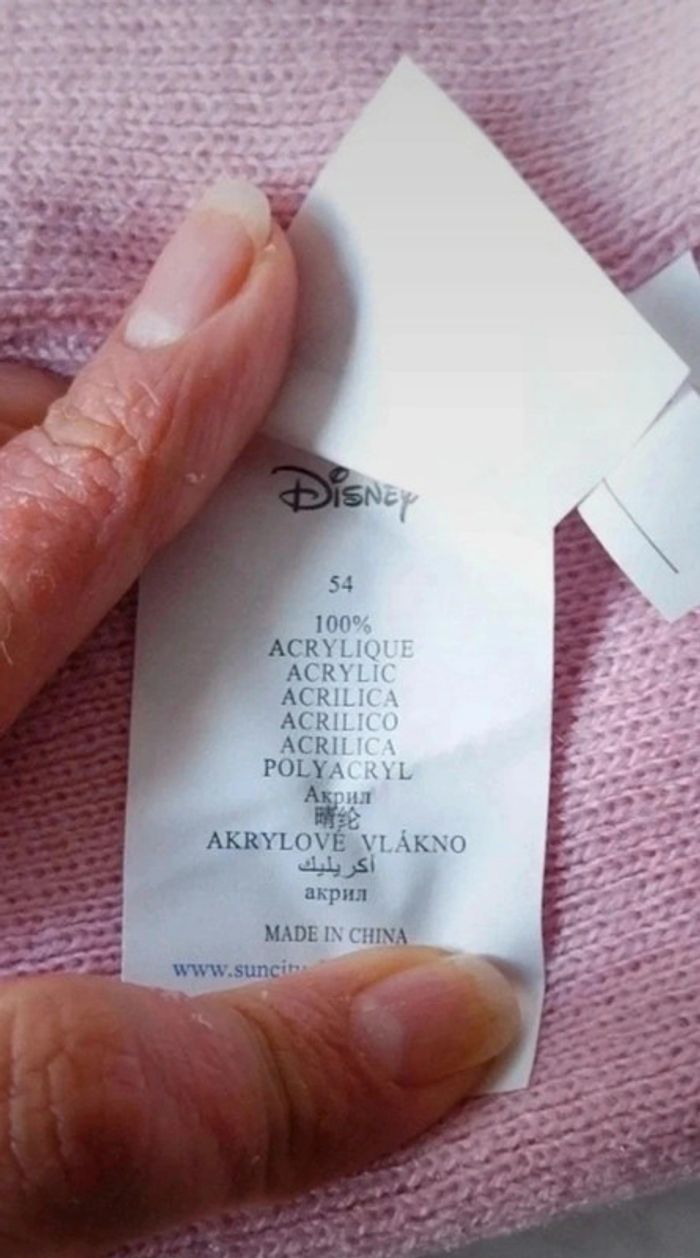 Disney
54
100%
ACRYLIQUE
ACRYLIC
ACRILICA
ACRILICO
ACRILICA
POLYACRYL
Акрил
晴纶
AKRYLOVÉ VLÁKNO
أكريليك
акрил
MADE IN CHINA